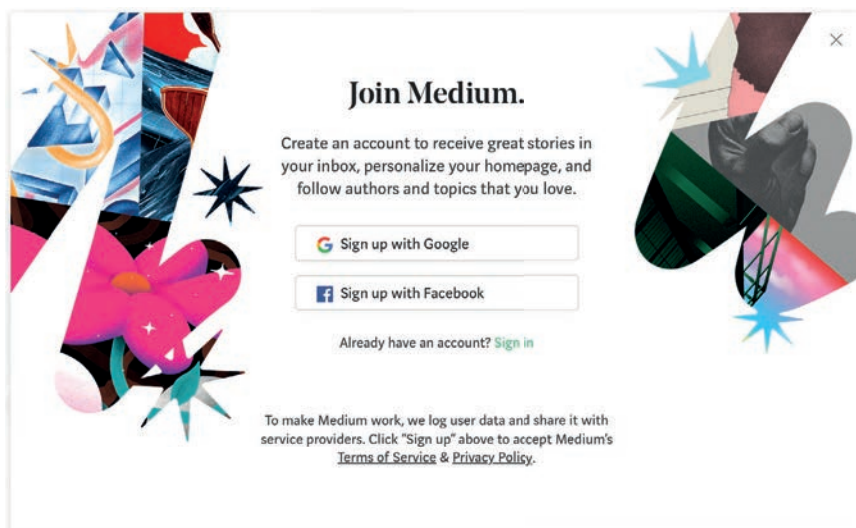 Join Medium.
Create an account to receive great stories in
your inbox, personalize your homepage, and
follow authors and topics that you love.
Sign up with Google
Sign up with Facebook
Already have an account? Sign in
To make Medium work, we log user data and share it with
service providers. Click “Sign up” above to accept Medium’s
Terms of Service & Privacy Policy.